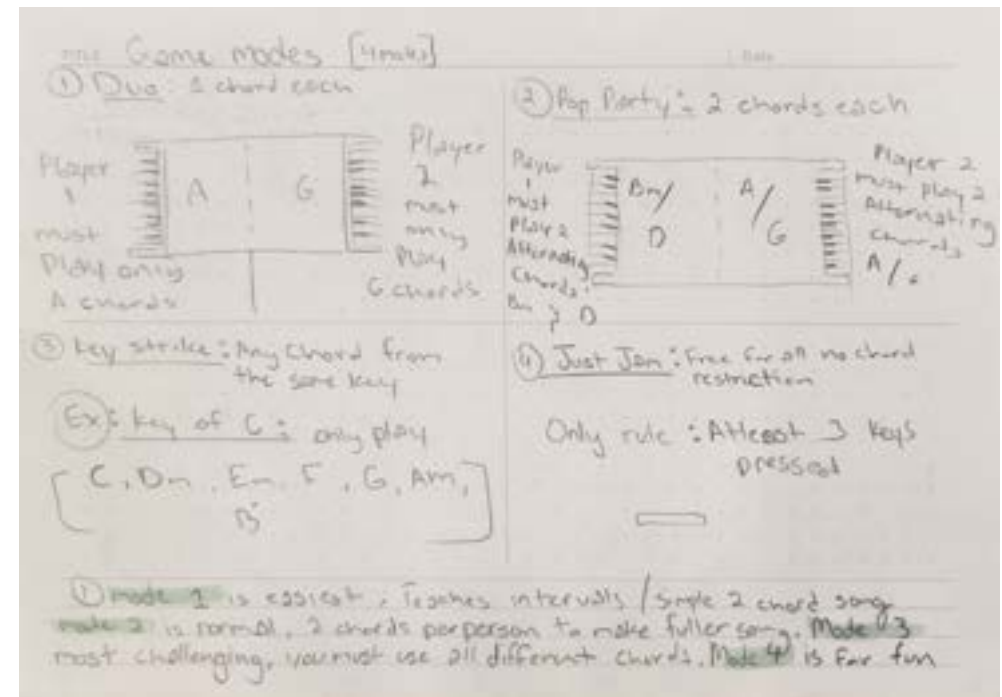 Game modes [4 modes]
① Duo: 1 chord each
Player
1
must
Play only
A chords
A
G
Player
2
must
only
Play
G chords
② Pop Party: 2 chords each
Player
1
must
Play 2
Alternating
Chords:
Bm } D
Bm/
D
A/
G
Player 2
must play 2
Alternating
chords
A/G
③ Key strike: Any Chord from
the same key
Ex: key of C: only play
[C, Dm, Em, F, G, Am,
B°]
④ Just Jam: Free for all no chord
restriction
Only rule: Atleast 3 keys
pressed
① mode 1 is easiest, Teaches intervals / simple 2 chord song
mode 2 is normal, 2 chords per person to make fuller song. Mode 3
most challenging, you must use all different chords. Mode 4 is for fun